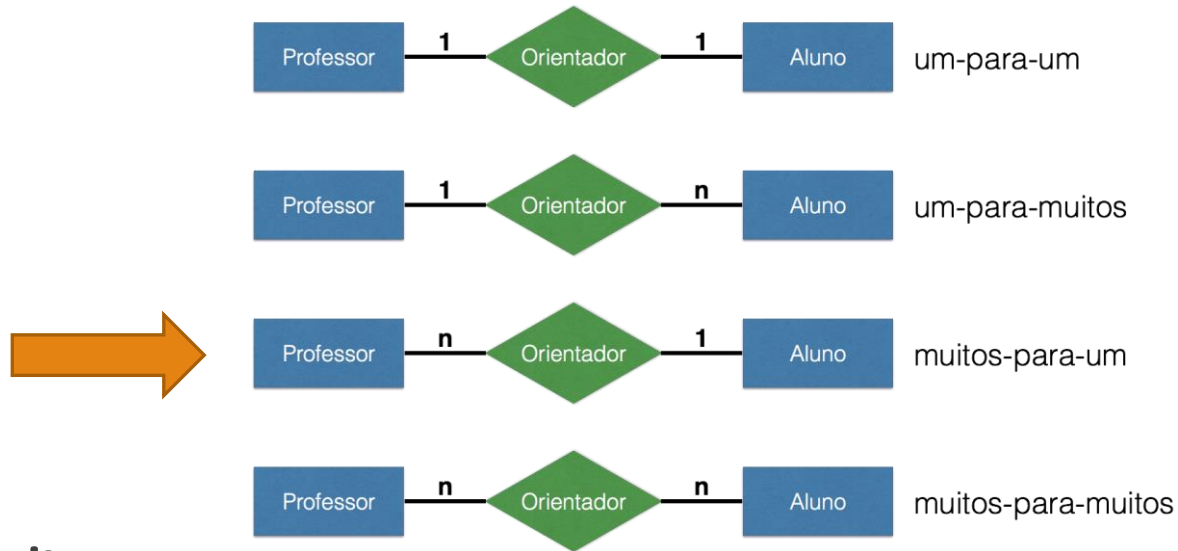 1 1
Professor Orientador Aluno um-para-um
1 n
Professor Orientador Aluno um-para-muitos
n 1
Professor Orientador Aluno muitos-para-um
n n
Professor Orientador Aluno muitos-para-muitos